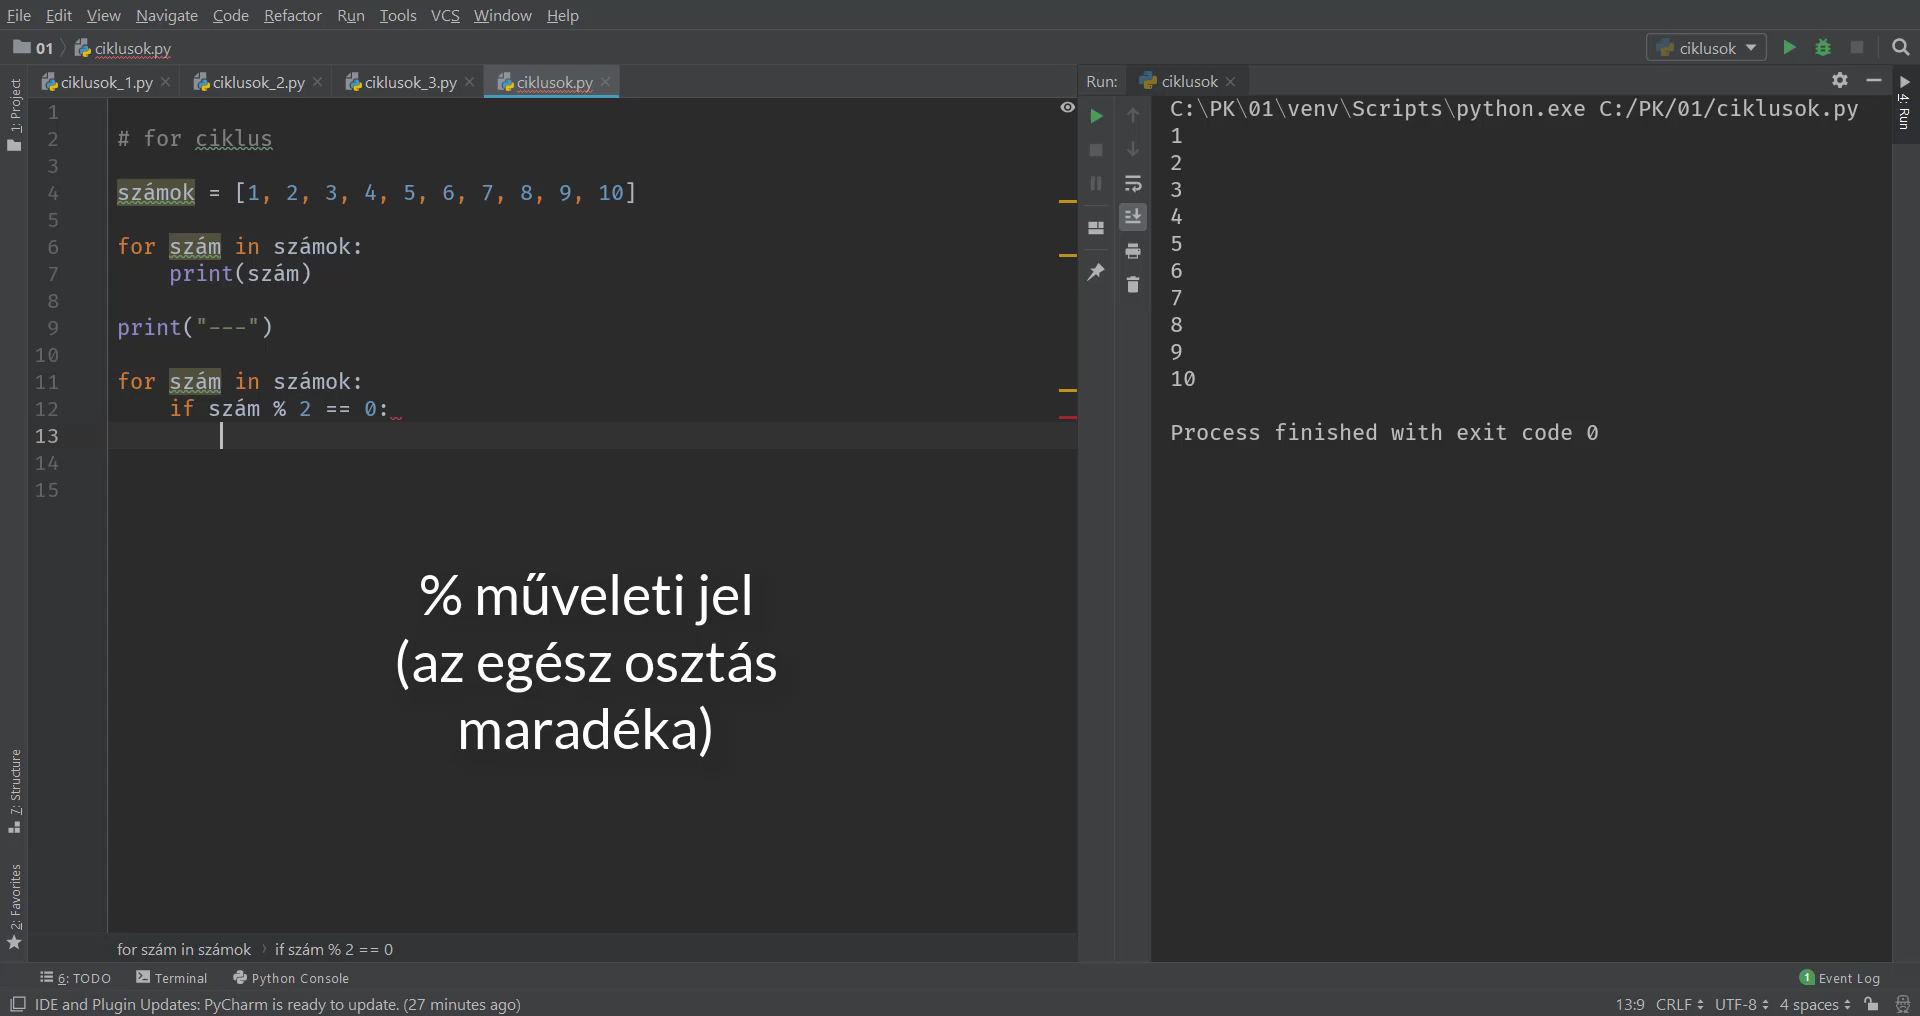 File Edit View Navigate Code Refactor Run Tools VCS Window Help
01 ciklusok.py
ciklusok
ciklusok_1.py ciklusok_2.py ciklusok_3.py ciklusok.py
1
2 # for ciklus
3
4 számok = [1, 2, 3, 4, 5, 6, 7, 8, 9, 10]
5
6 for szám in számok:
7 print(szám)
8
9 print("---")
10
11 for szám in számok:
12 if szám % 2 == 0:
13
14
15
% műveleti jel
(az egész osztás
maradéka)
for szám in számok › if szám % 2 == 0
Run: ciklusok
C:\PK\01\venv\Scripts\python.exe C:/PK/01/ciklusok.py
1
2
3
4
5
6
7
8
9
10
Process finished with exit code 0
1: Project
7: Structure
2: Favorites
4: Run
6: TODO Terminal Python Console
1 Event Log
IDE and Plugin Updates: PyCharm is ready to update. (27 minutes ago)
13:9 CRLF UTF-8 4 spaces